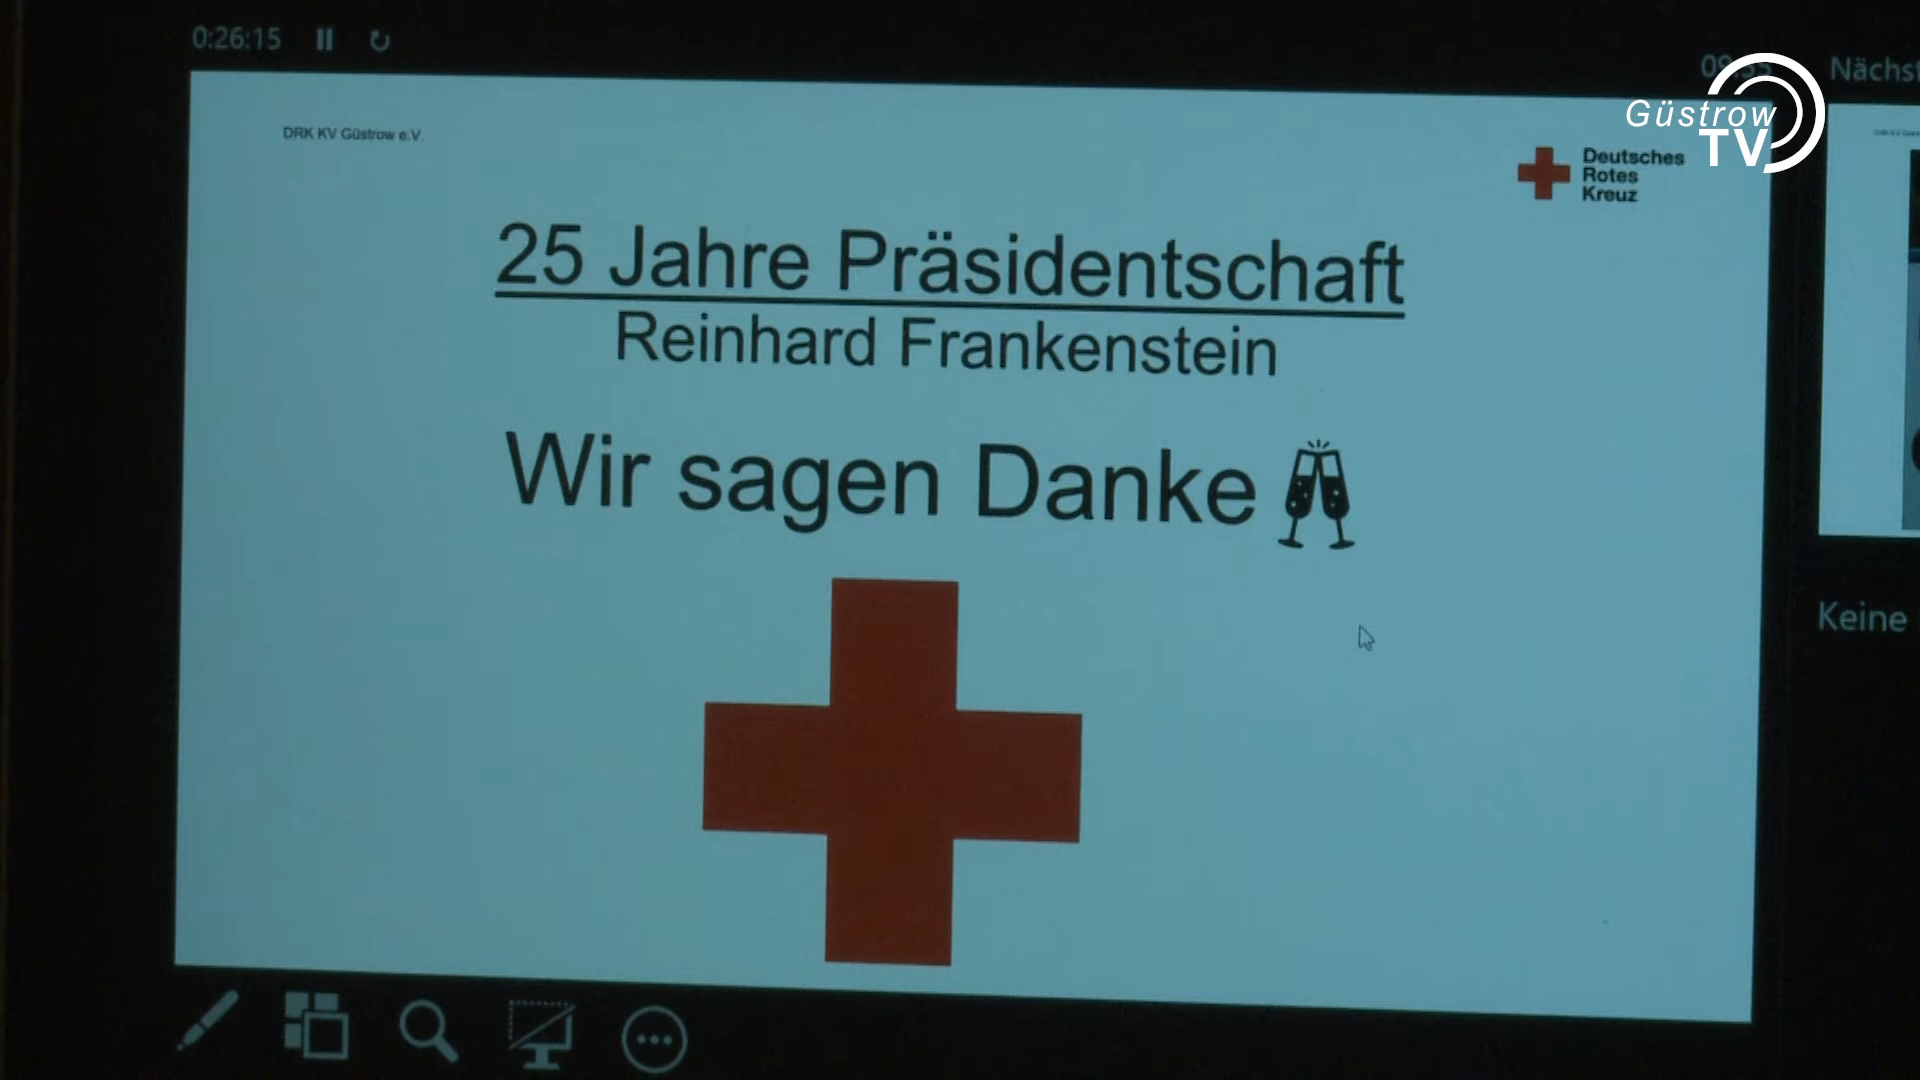 0:26:15
Nächst
Güstrow
TV
DRK KV Güstrow e.V.
Deutsches
Rotes
Kreuz
25 Jahre Präsidentschaft
Reinhard Frankenstein
Wir sagen Danke
Keine